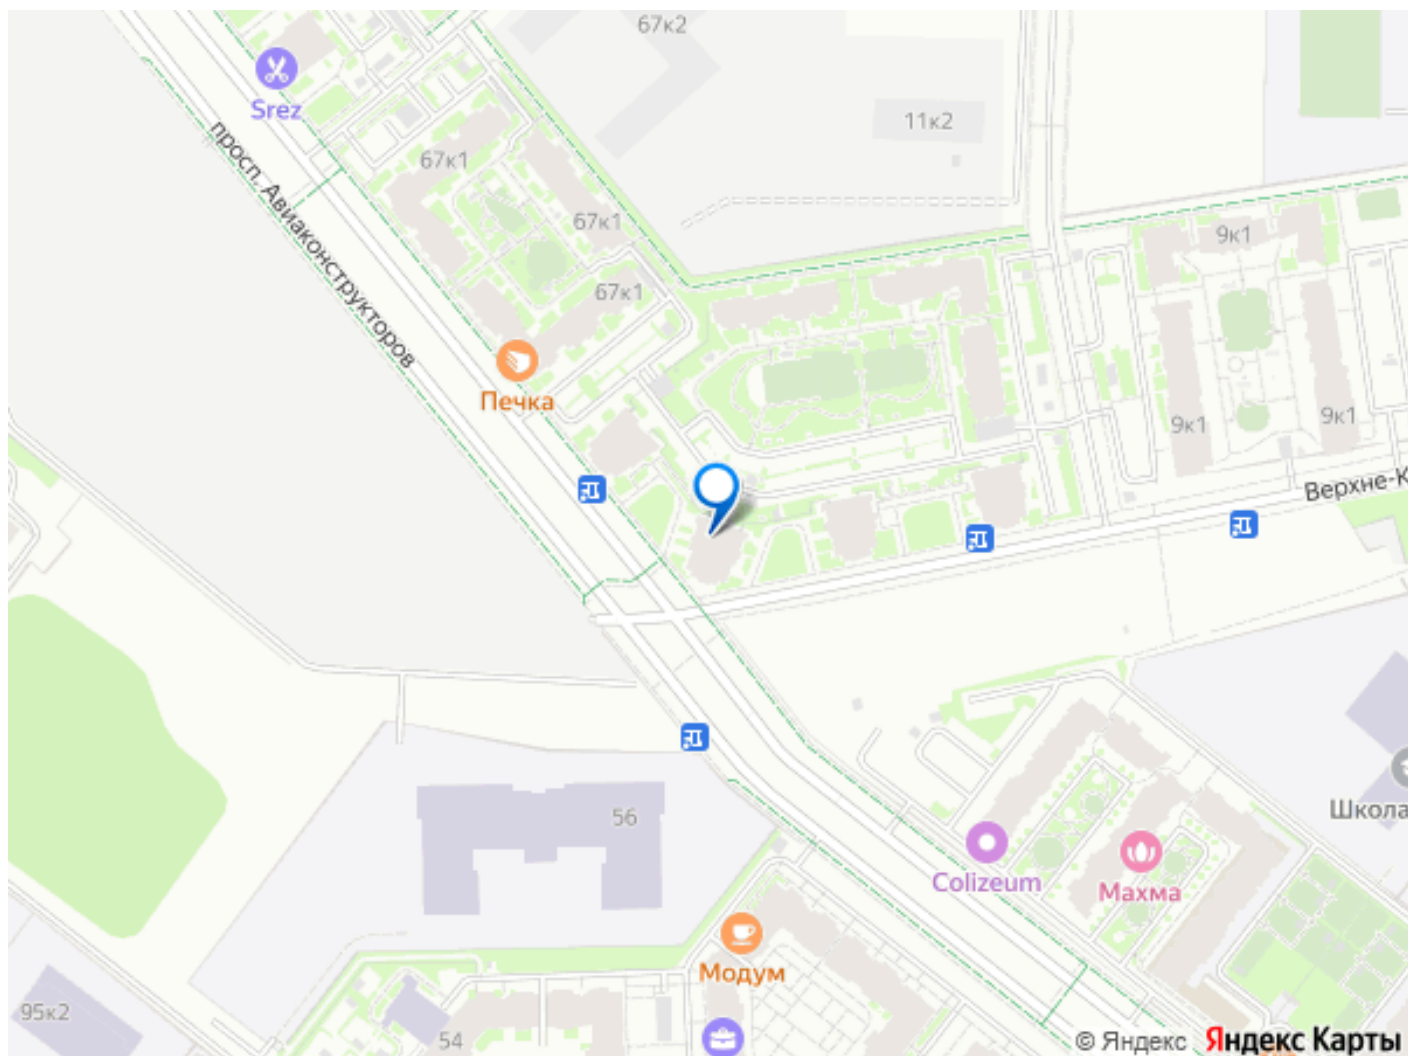 67к2
Srez
11к2
67к1
просп. Авиаконструкторов
67к1
9к1
67к1
Печка
9к1
9к1
Верхне-К
56
Школа
Colizeum
Махма
Модум
95к2
54
© Яндекс Яндекс Карты